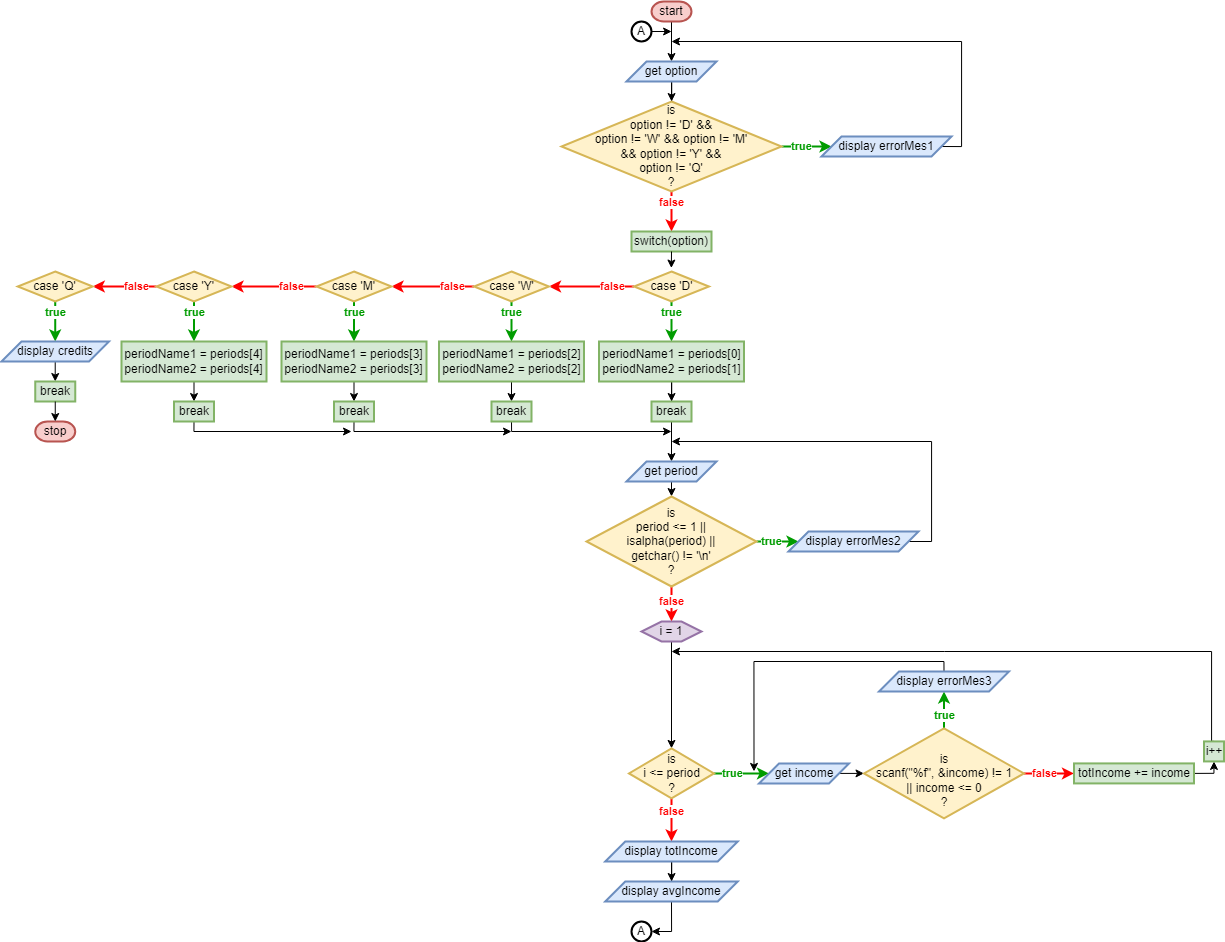 start
A
get option
is
option != 'D' &&
option != 'W' && option != 'M'
&& option != 'Y' &&
option != 'Q'
?
true
display errorMes1
false
switch(option)
case 'Q'
false
case 'Y'
false
case 'M'
false
case 'W'
false
case 'D'
true
true
true
true
true
display credits
periodName1 = periods[4]
periodName2 = periods[4]
periodName1 = periods[3]
periodName2 = periods[3]
periodName1 = periods[2]
periodName2 = periods[2]
periodName1 = periods[0]
periodName2 = periods[1]
break
break
break
break
break
stop
get period
is
period <= 1 ||
isalpha(period) ||
getchar() != '\n'
?
true
display errorMes2
false
i = 1
display errorMes3
true
is
i <= period
?
true
get income
is
scanf("%f", &income) != 1
|| income <= 0
?
false
totIncome += income
i++
false
display totIncome
display avgIncome
A